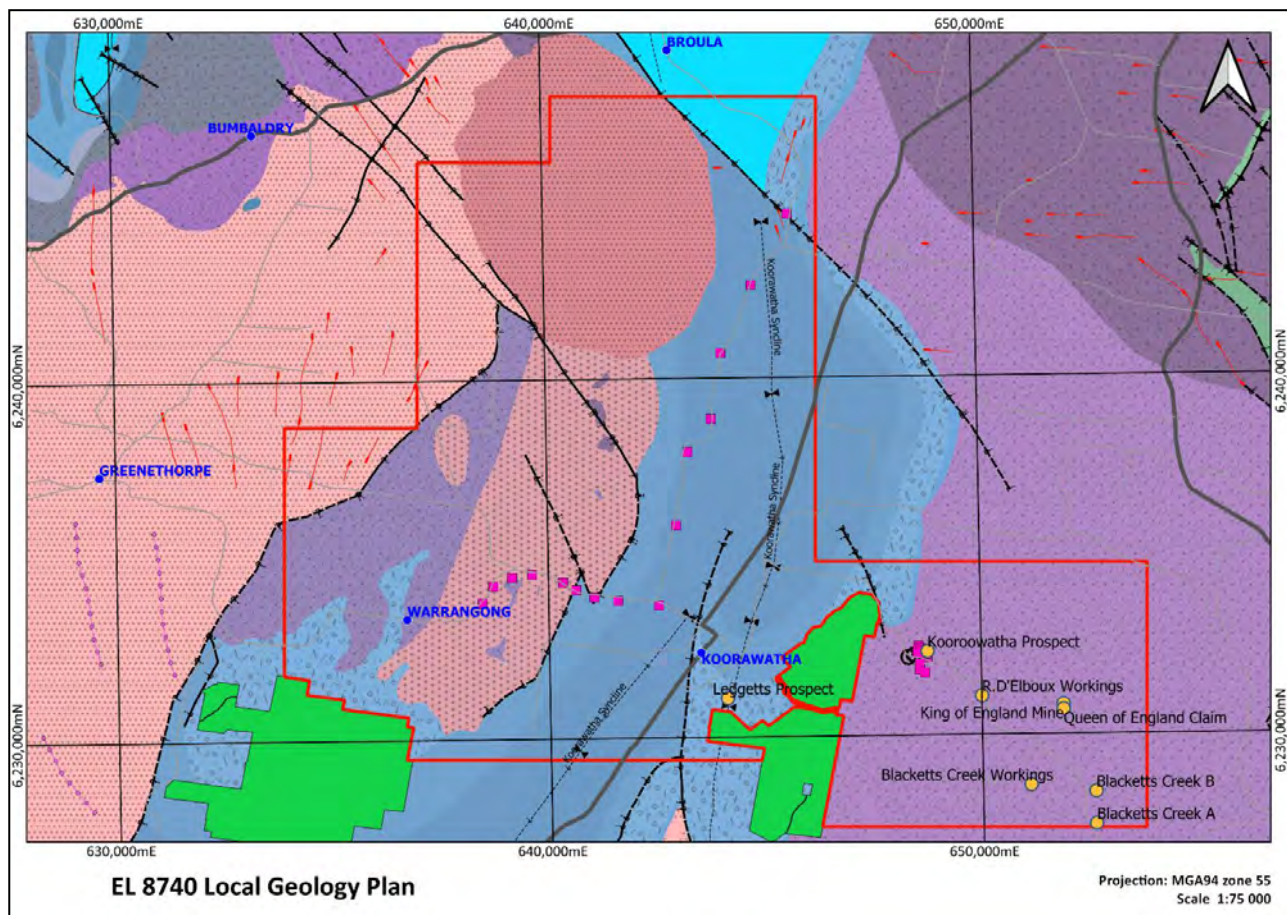 630,000mE
640,000mE
650,000mE
BROULA
BUMBALDRY
Koorawatha Syncline
6,240,000mN
6,240,000mN
GREENETHORPE
Koorawatha Syncline
WARRANGONG
KOORAWATHA
Kooroowatha Prospect
Ledgetts Prospect
R.D'Elboux Workings
King of England Mine
Queen of England Claim
Koorawatha Syncline
6,230,000mN
6,230,000mN
Blacketts Creek Workings
Blacketts Creek B
Blacketts Creek A
630,000mE
640,000mE
650,000mE
EL 8740 Local Geology Plan
Projection: MGA94 zone 55
Scale 1:75 000